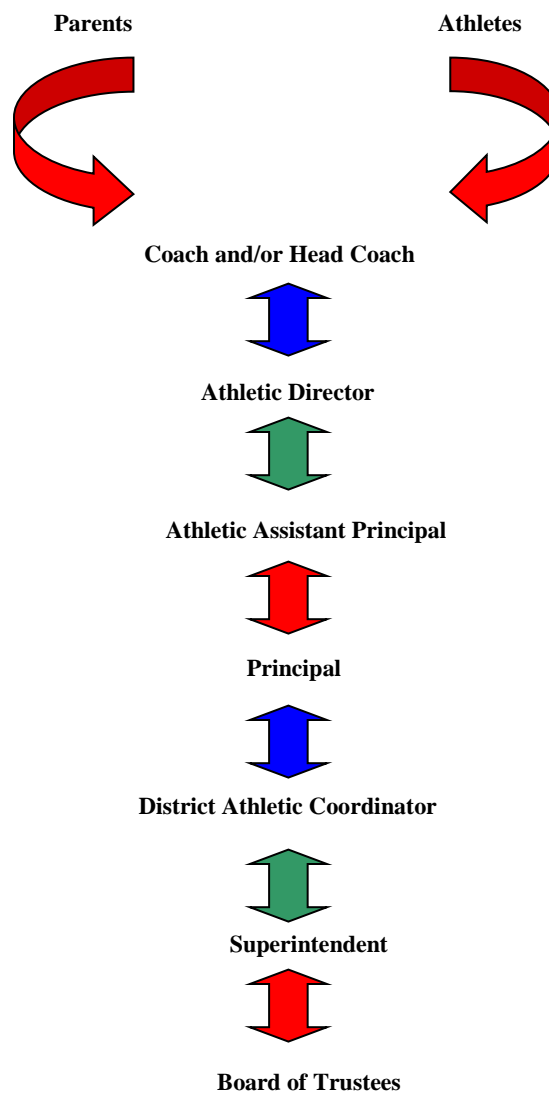 Parents
Athletes
Coach and/or Head Coach
Athletic Director
Athletic Assistant Principal
Principal
District Athletic Coordinator
Superintendent
Board of Trustees